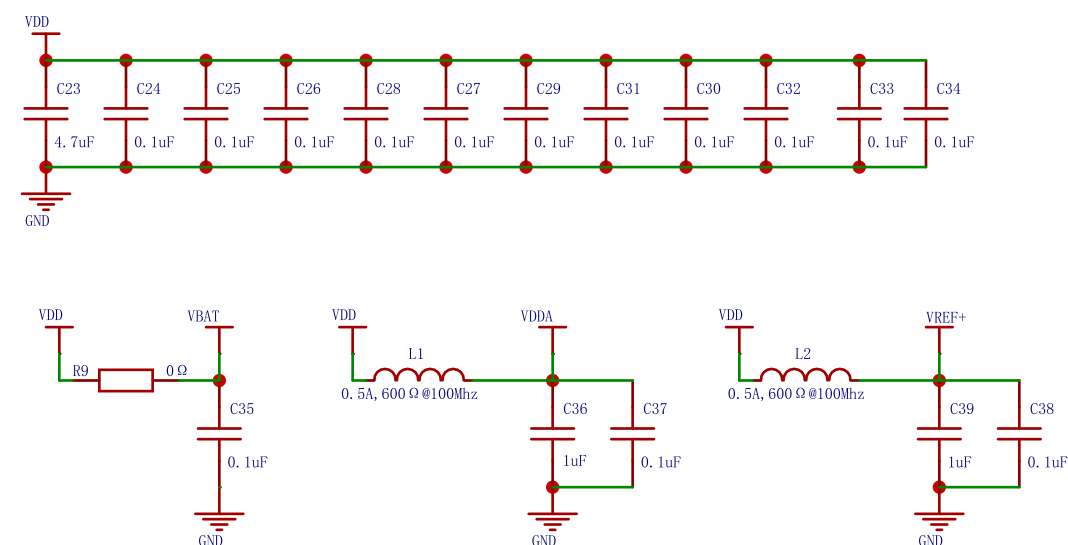 VDD
C23 C24 C25 C26 C28 C27 C29 C31 C30 C32 C33 C34
4.7uF 0.1uF 0.1uF 0.1uF 0.1uF 0.1uF 0.1uF 0.1uF 0.1uF 0.1uF 0.1uF 0.1uF
GND
VDD VBAT VDD VDDA VDD VREF+
L1 L2
R9 0Ω
0.5A,600Ω@100Mhz 0.5A,600Ω@100Mhz
C35 C36 C37 C39 C38
0.1uF 1uF 0.1uF 1uF 0.1uF
GND GND GND